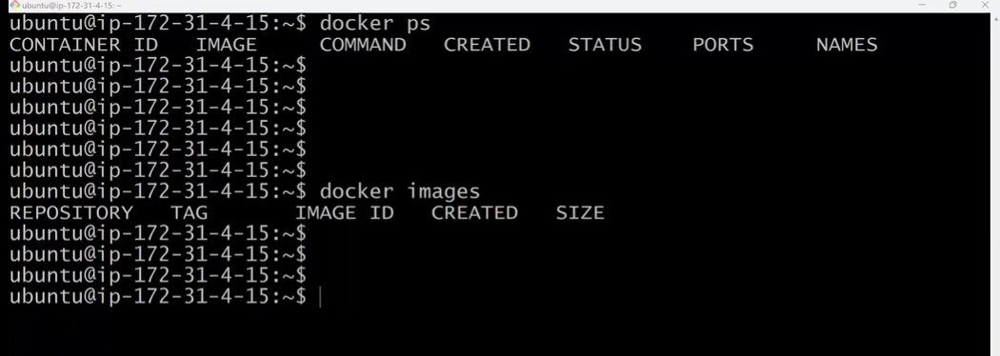 ubuntu@ip-172-31-4-15: ~
ubuntu@ip-172-31-4-15:~$ docker ps
CONTAINER ID   IMAGE     COMMAND   CREATED   STATUS    PORTS     NAMES
ubuntu@ip-172-31-4-15:~$
ubuntu@ip-172-31-4-15:~$
ubuntu@ip-172-31-4-15:~$
ubuntu@ip-172-31-4-15:~$
ubuntu@ip-172-31-4-15:~$
ubuntu@ip-172-31-4-15:~$
ubuntu@ip-172-31-4-15:~$ docker images
REPOSITORY   TAG       IMAGE ID   CREATED   SIZE
ubuntu@ip-172-31-4-15:~$
ubuntu@ip-172-31-4-15:~$
ubuntu@ip-172-31-4-15:~$
ubuntu@ip-172-31-4-15:~$